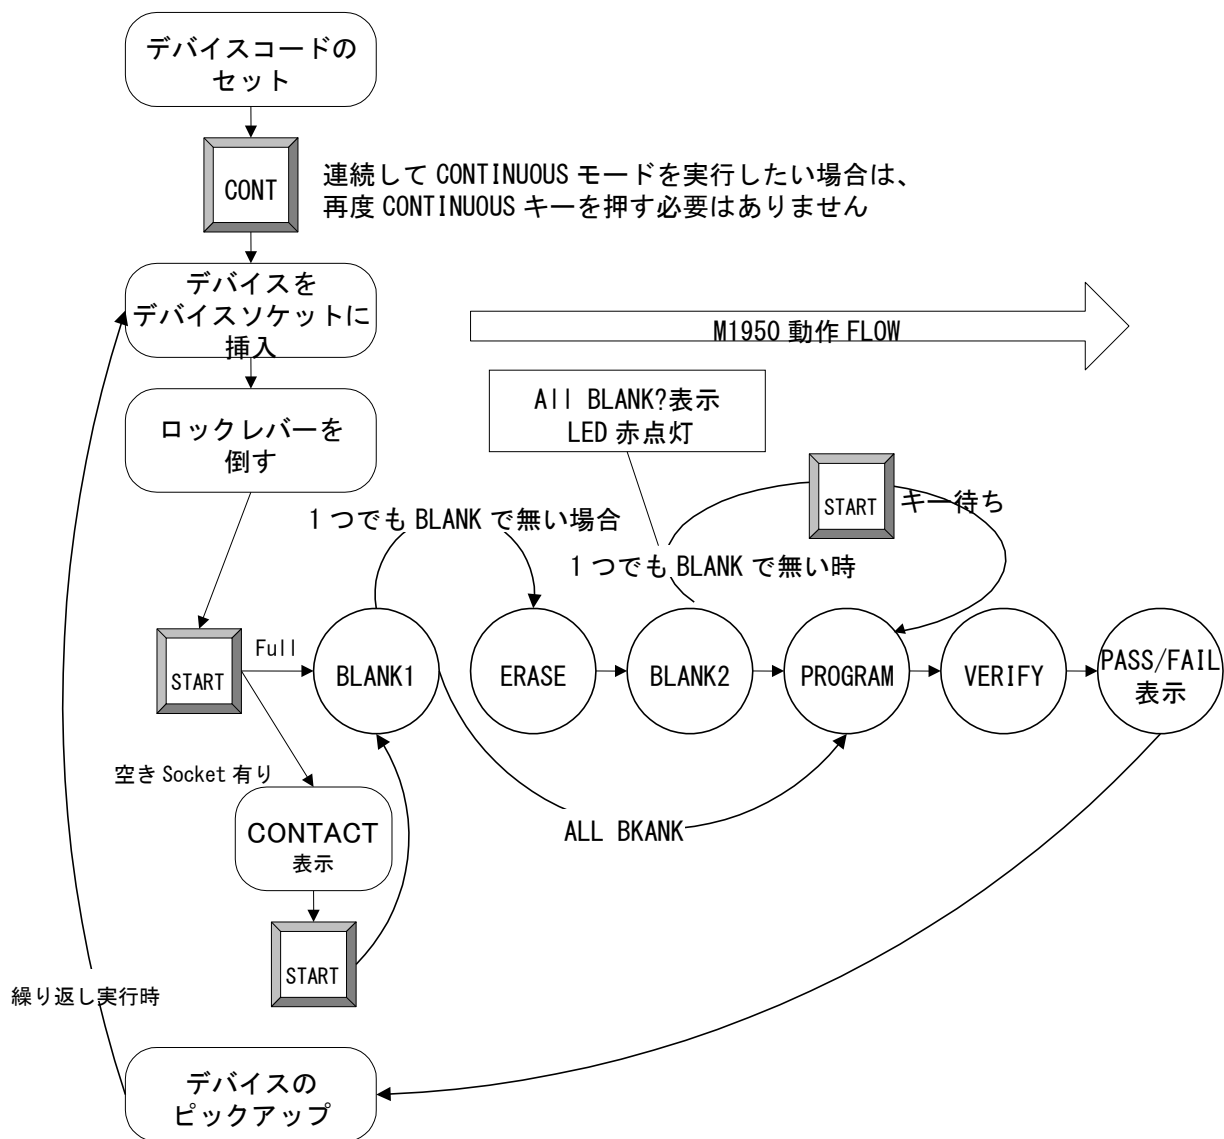 デバイスコードの
セット
CONT
連続して CONTINUOUS モードを実行したい場合は、
再度 CONTINUOUS キーを押す必要はありません
デバイスを
デバイスソケットに
挿入
M1950 動作 FLOW
ロックレバーを
倒す
All BLANK?表示
LED 赤点灯
START
キー待ち
1 つでも BLANK で無い場合
1 つでも BLANK で無い時
START
Full
BLANK1
ERASE
BLANK2
PROGRAM
VERIFY
PASS/FAIL
表示
空き Socket 有り
CONTACT
表示
ALL BKANK
START
繰り返し実行時
デバイスの
ピックアップ